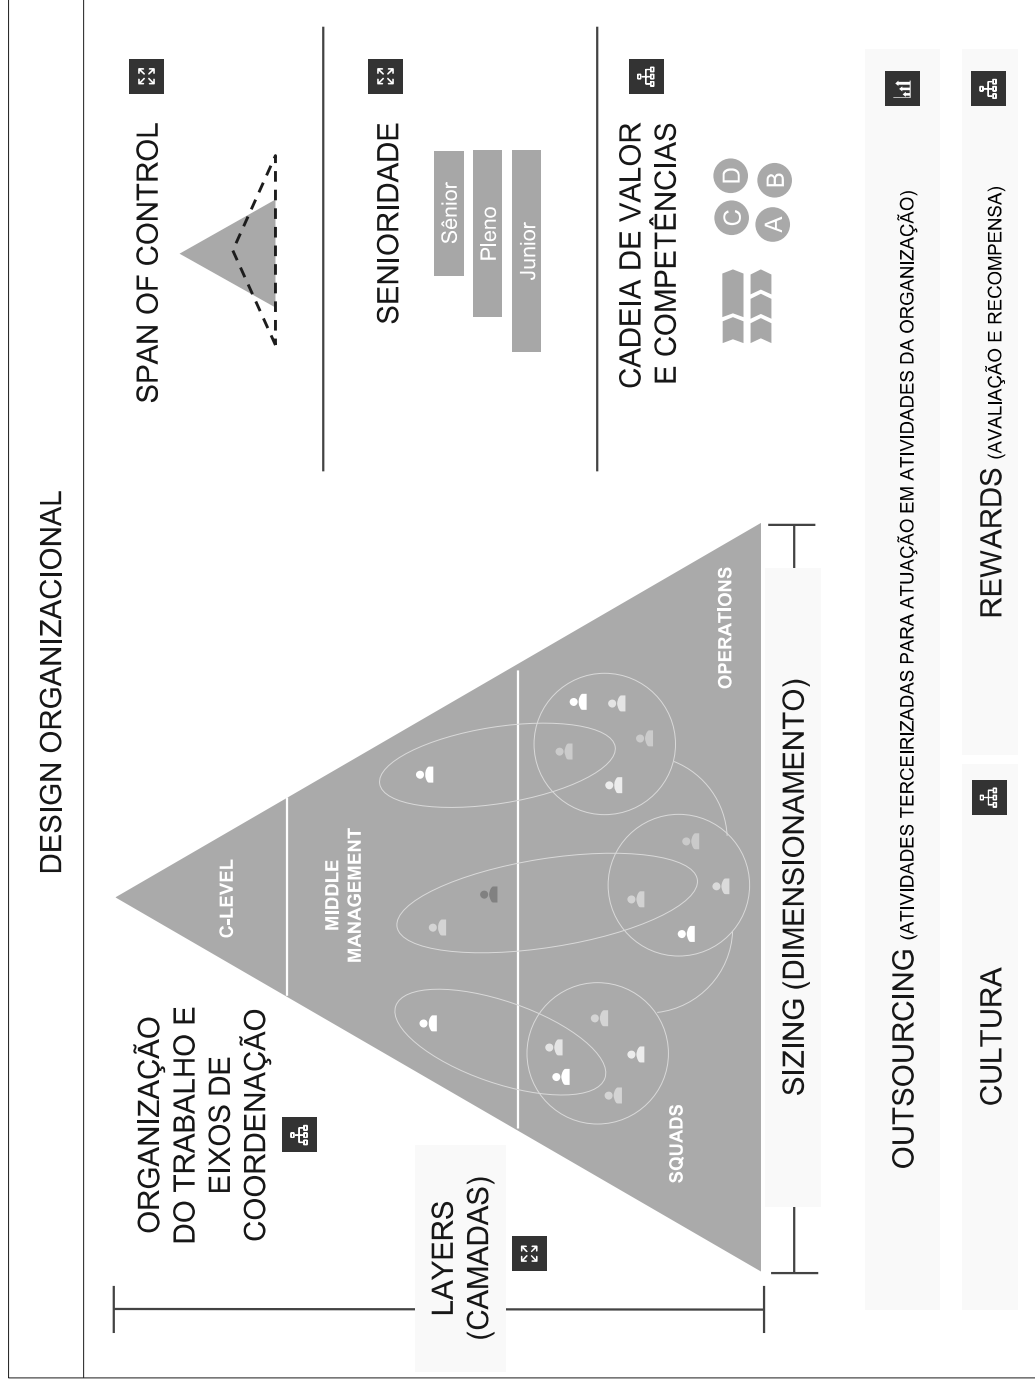 DESIGN ORGANIZACIONAL
ORGANIZAÇÃO
DO TRABALHO E
EIXOS DE
COORDENAÇÃO
LAYERS
(CAMADAS)
C-LEVEL
MIDDLE
MANAGEMENT
SQUADS
OPERATIONS
SIZING (DIMENSIONAMENTO)
SPAN OF CONTROL
SENIORIDADE
Sênior
Pleno
Junior
CADEIA DE VALOR
E COMPETÊNCIAS
C D
A B
OUTSOURCING (ATIVIDADES TERCEIRIZADAS PARA ATUAÇÃO EM ATIVIDADES DA ORGANIZAÇÃO)
CULTURA
REWARDS (AVALIAÇÃO E RECOMPENSA)